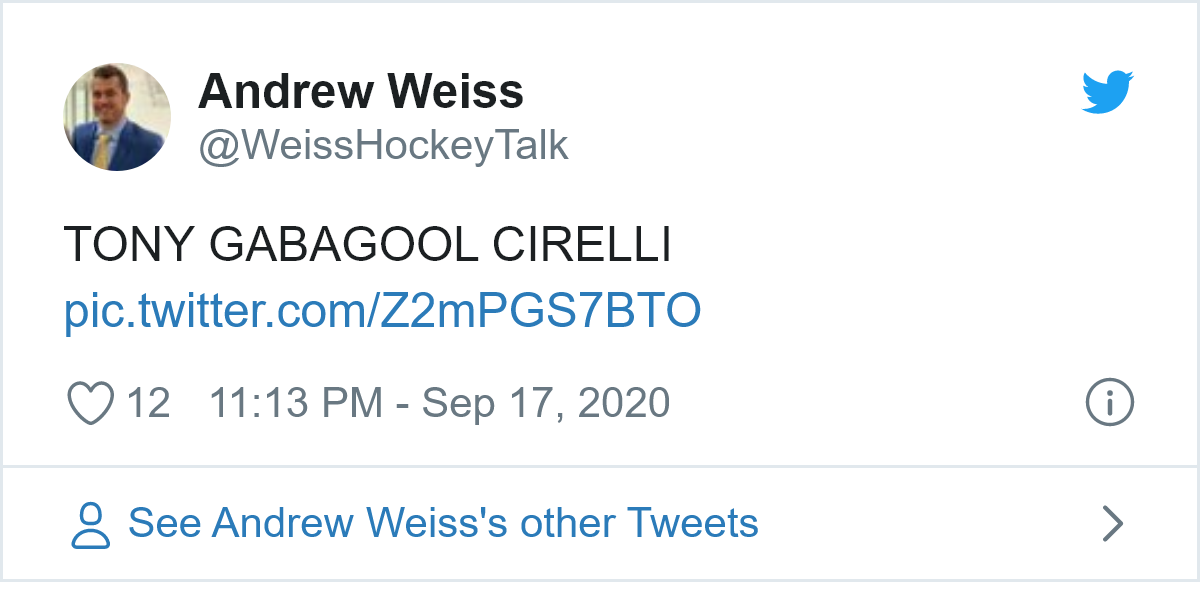 Andrew Weiss
@WeissHockeyTalk
TONY GABAGOOL CIRELLI
pic.twitter.com/Z2mPGS7BTO
12 11:13 PM - Sep 17, 2020
See Andrew Weiss's other Tweets